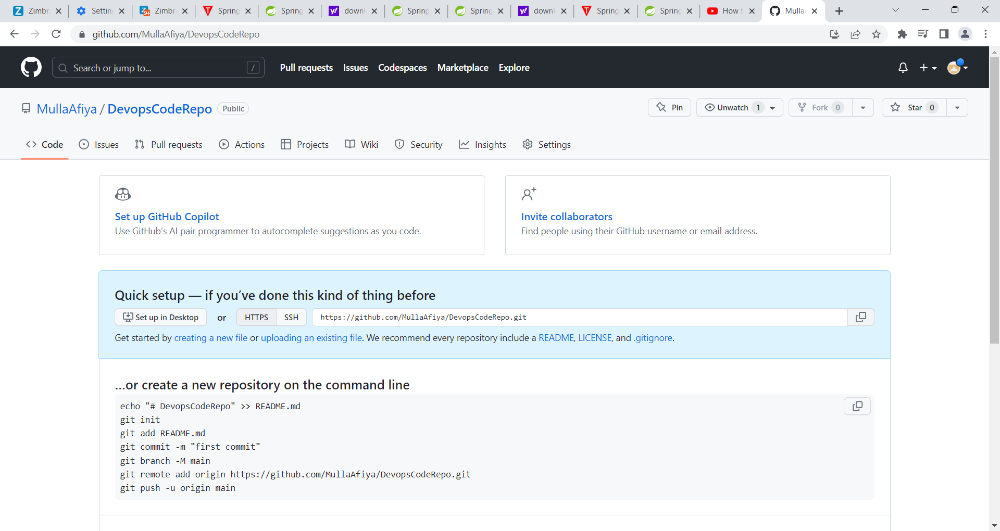 Zimbra Setting Zimbra Spring Spring downl Spring Spring downl Spring Spring How t Mulla
github.com/MullaAfiya/DevopsCodeRepo
Search or jump to... / Pull requests Issues Codespaces Marketplace Explore
MullaAfiya / DevopsCodeRepo Public Pin Unwatch 1 Fork 0 Star 0
Code Issues Pull requests Actions Projects Wiki Security Insights Settings
Set up GitHub Copilot
Use GitHub's AI pair programmer to autocomplete suggestions as you code.
Invite collaborators
Find people using their GitHub username or email address.
Quick setup — if you’ve done this kind of thing before
Set up in Desktop or HTTPS SSH https://github.com/MullaAfiya/DevopsCodeRepo.git
Get started by creating a new file or uploading an existing file. We recommend every repository include a README, LICENSE, and .gitignore.
…or create a new repository on the command line
echo "# DevopsCodeRepo" >> README.md
git init
git add README.md
git commit -m "first commit"
git branch -M main
git remote add origin https://github.com/MullaAfiya/DevopsCodeRepo.git
git push -u origin main